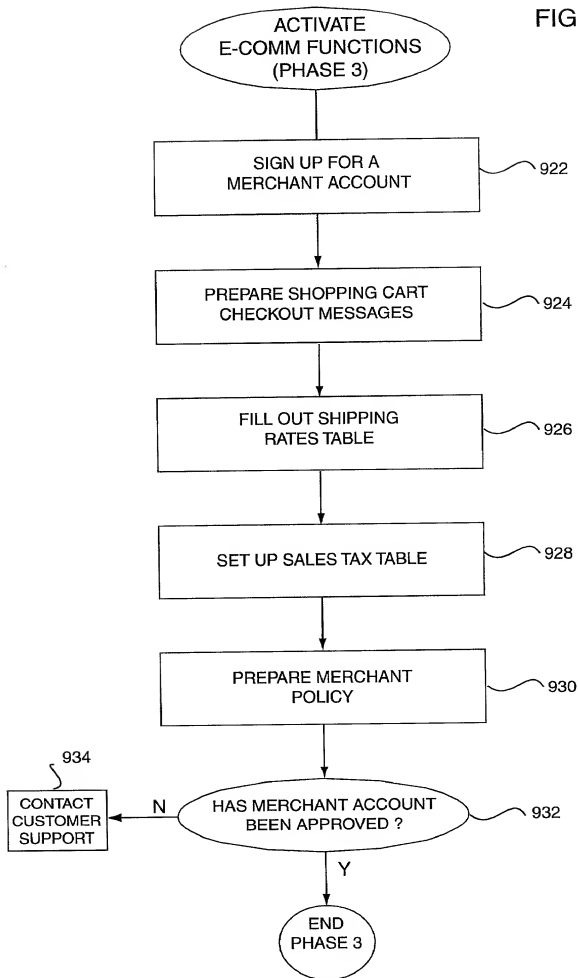 FIG
ACTIVATE
E-COMM FUNCTIONS
(PHASE 3)
SIGN UP FOR A
MERCHANT ACCOUNT
922
PREPARE SHOPPING CART
CHECKOUT MESSAGES
924
FILL OUT SHIPPING
RATES TABLE
926
SET UP SALES TAX TABLE
928
PREPARE MERCHANT
POLICY
930
934
CONTACT
CUSTOMER
SUPPORT
N
HAS MERCHANT ACCOUNT
BEEN APPROVED ?
932
Y
END
PHASE 3